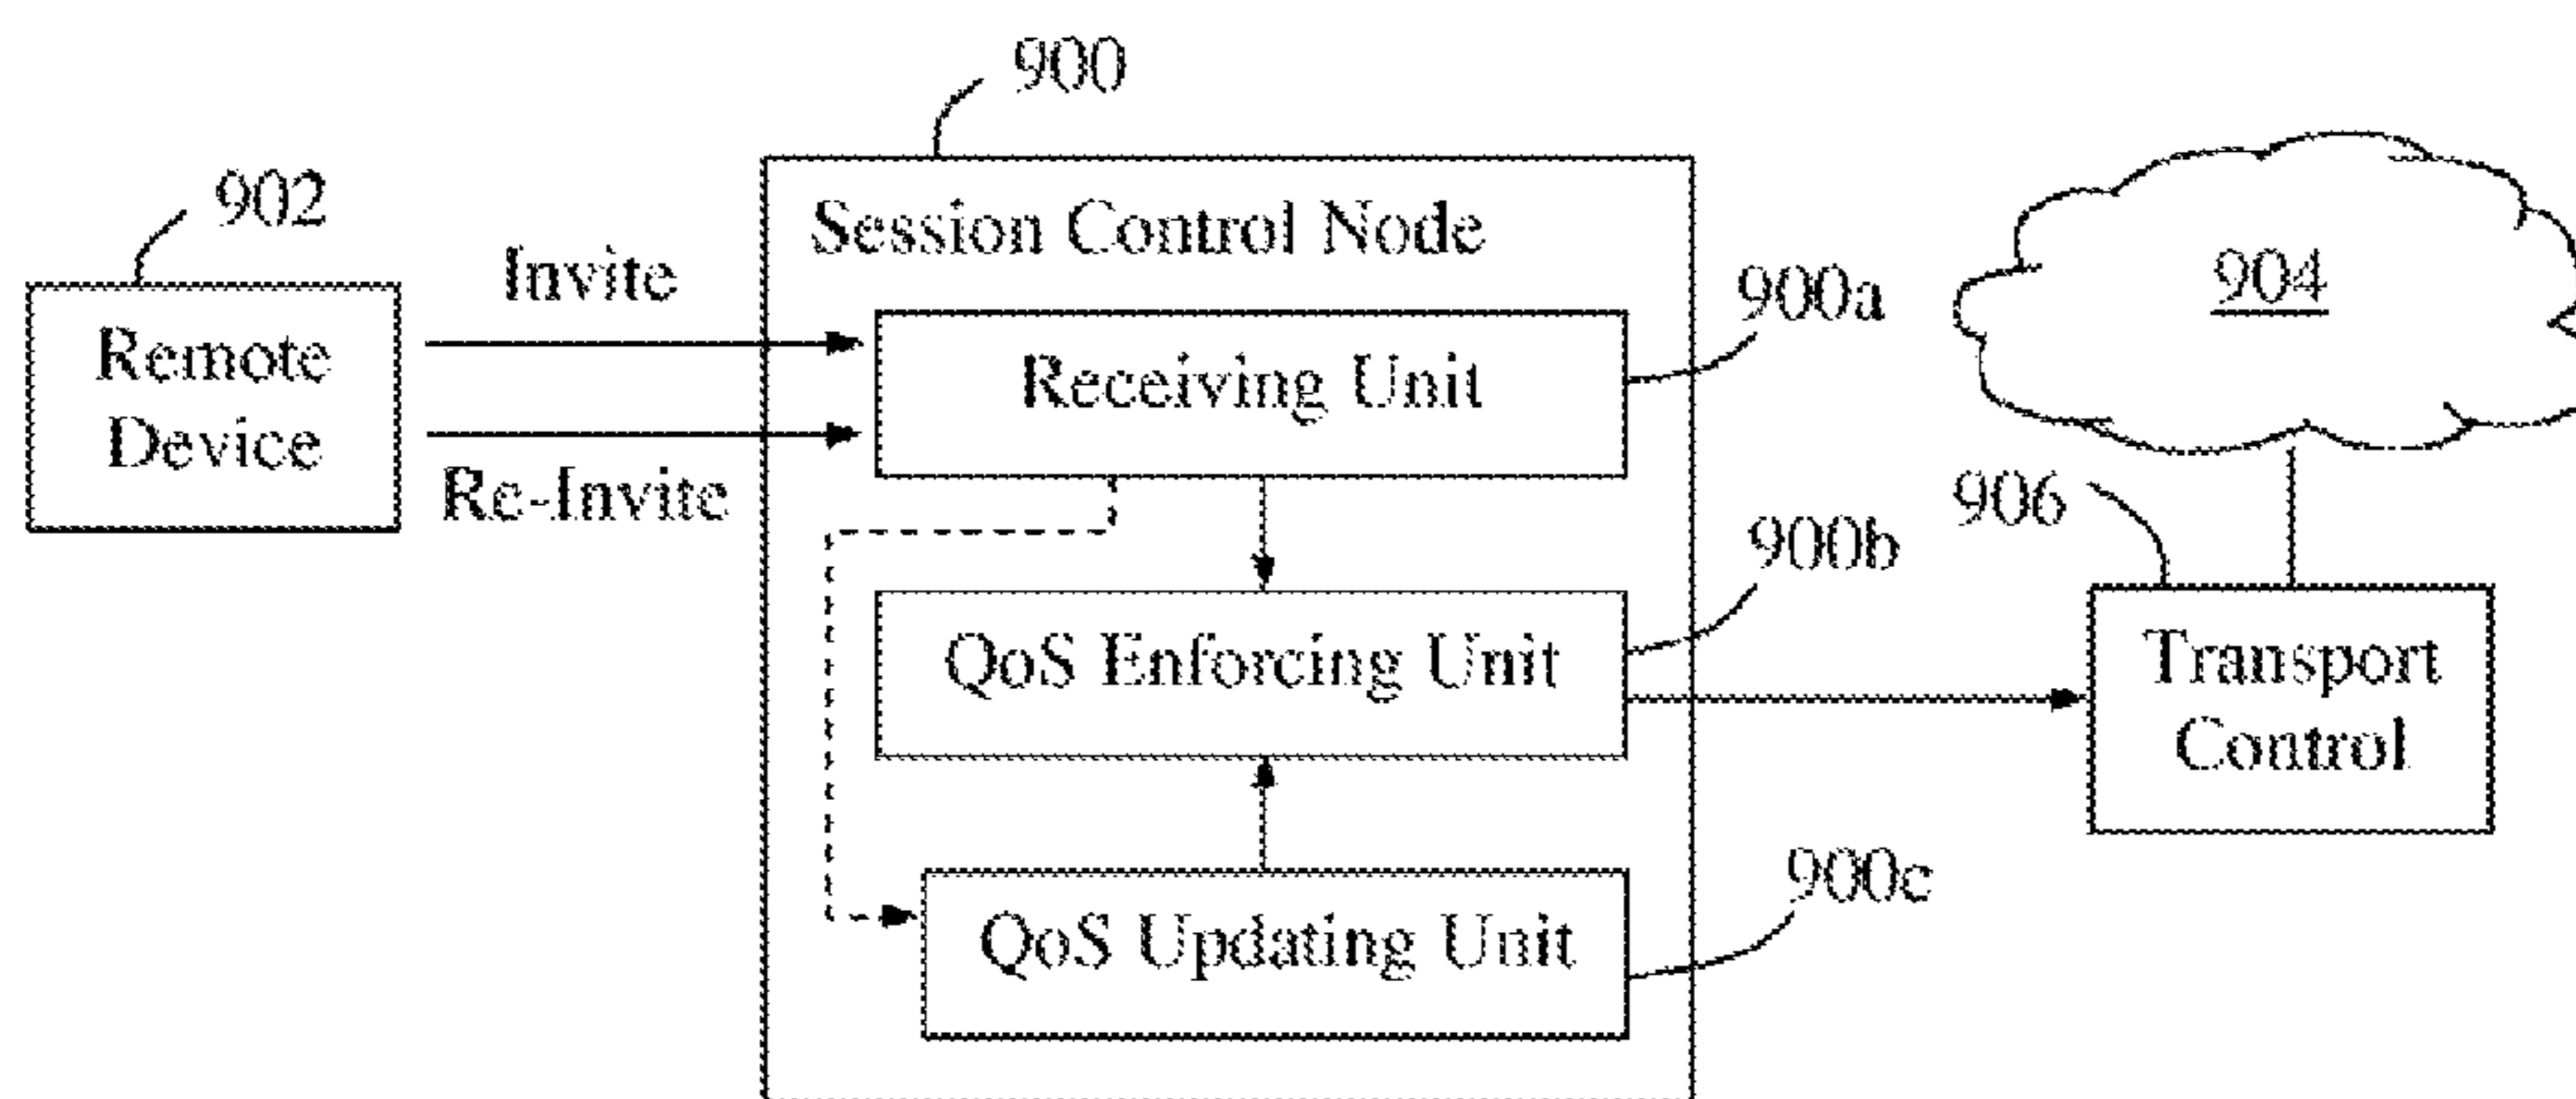 900
902
Session Control Node
Invite
904
900a
Remote
Device
Receiving Unit
Re-Invite
906
900b
QoS Enforcing Unit
Transport
Control
900c
QoS Updating Unit